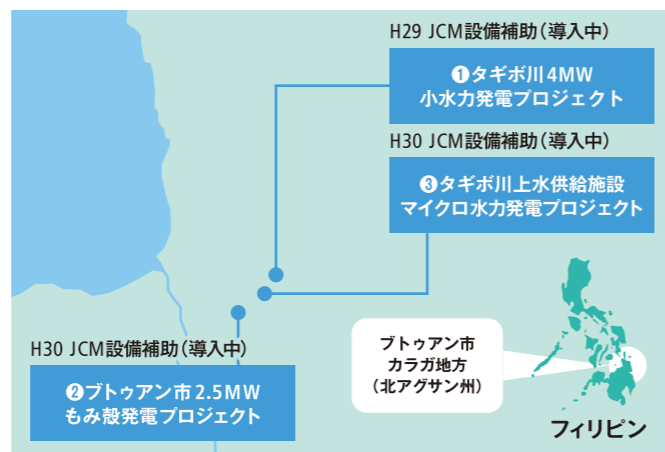 H29 JCM設備補助（導入中）
❶タギボ川4MW
小水力発電プロジェクト
H30 JCM設備補助（導入中）
❸タギボ川上水供給施設
マイクロ水力発電プロジェクト
H30 JCM設備補助（導入中）
❷ブトゥアン市2.5MW
もみ殻発電プロジェクト
ブトゥアン市
カラガ地方
（北アグサン州）
フィリピン